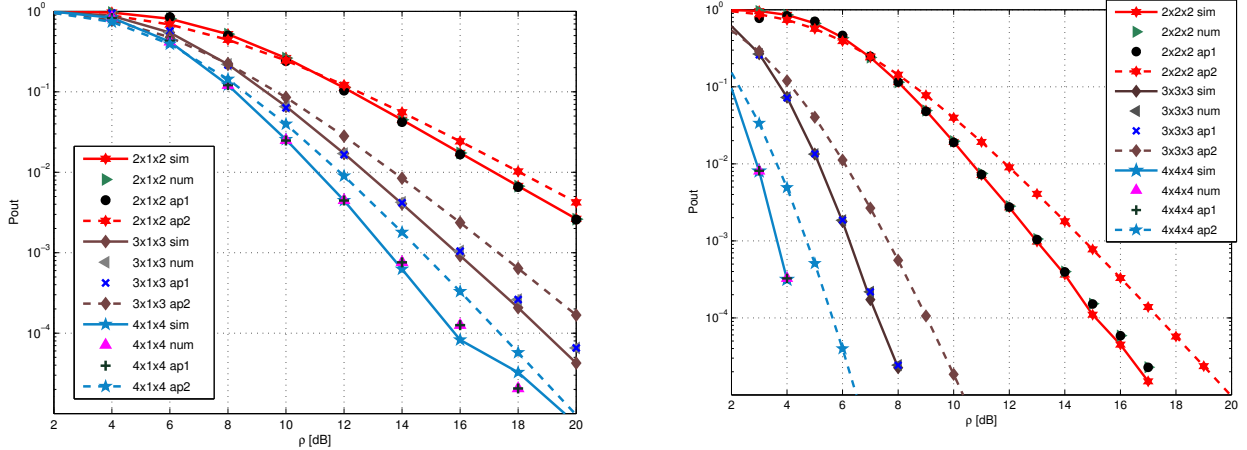 Pout
10^0
10^-1
10^-2
10^-3
10^-4
2 4 6 8 10 12 14 16 18 20
ρ [dB]
2x1x2 sim
2x1x2 num
2x1x2 ap1
2x1x2 ap2
3x1x3 sim
3x1x3 num
3x1x3 ap1
3x1x3 ap2
4x1x4 sim
4x1x4 num
4x1x4 ap1
4x1x4 ap2
Pout
10^0
10^-1
10^-2
10^-3
10^-4
2 4 6 8 10 12 14 16 18 20
ρ [dB]
2x2x2 sim
2x2x2 num
2x2x2 ap1
2x2x2 ap2
3x3x3 sim
3x3x3 num
3x3x3 ap1
3x3x3 ap2
4x4x4 sim
4x4x4 num
4x4x4 ap1
4x4x4 ap2